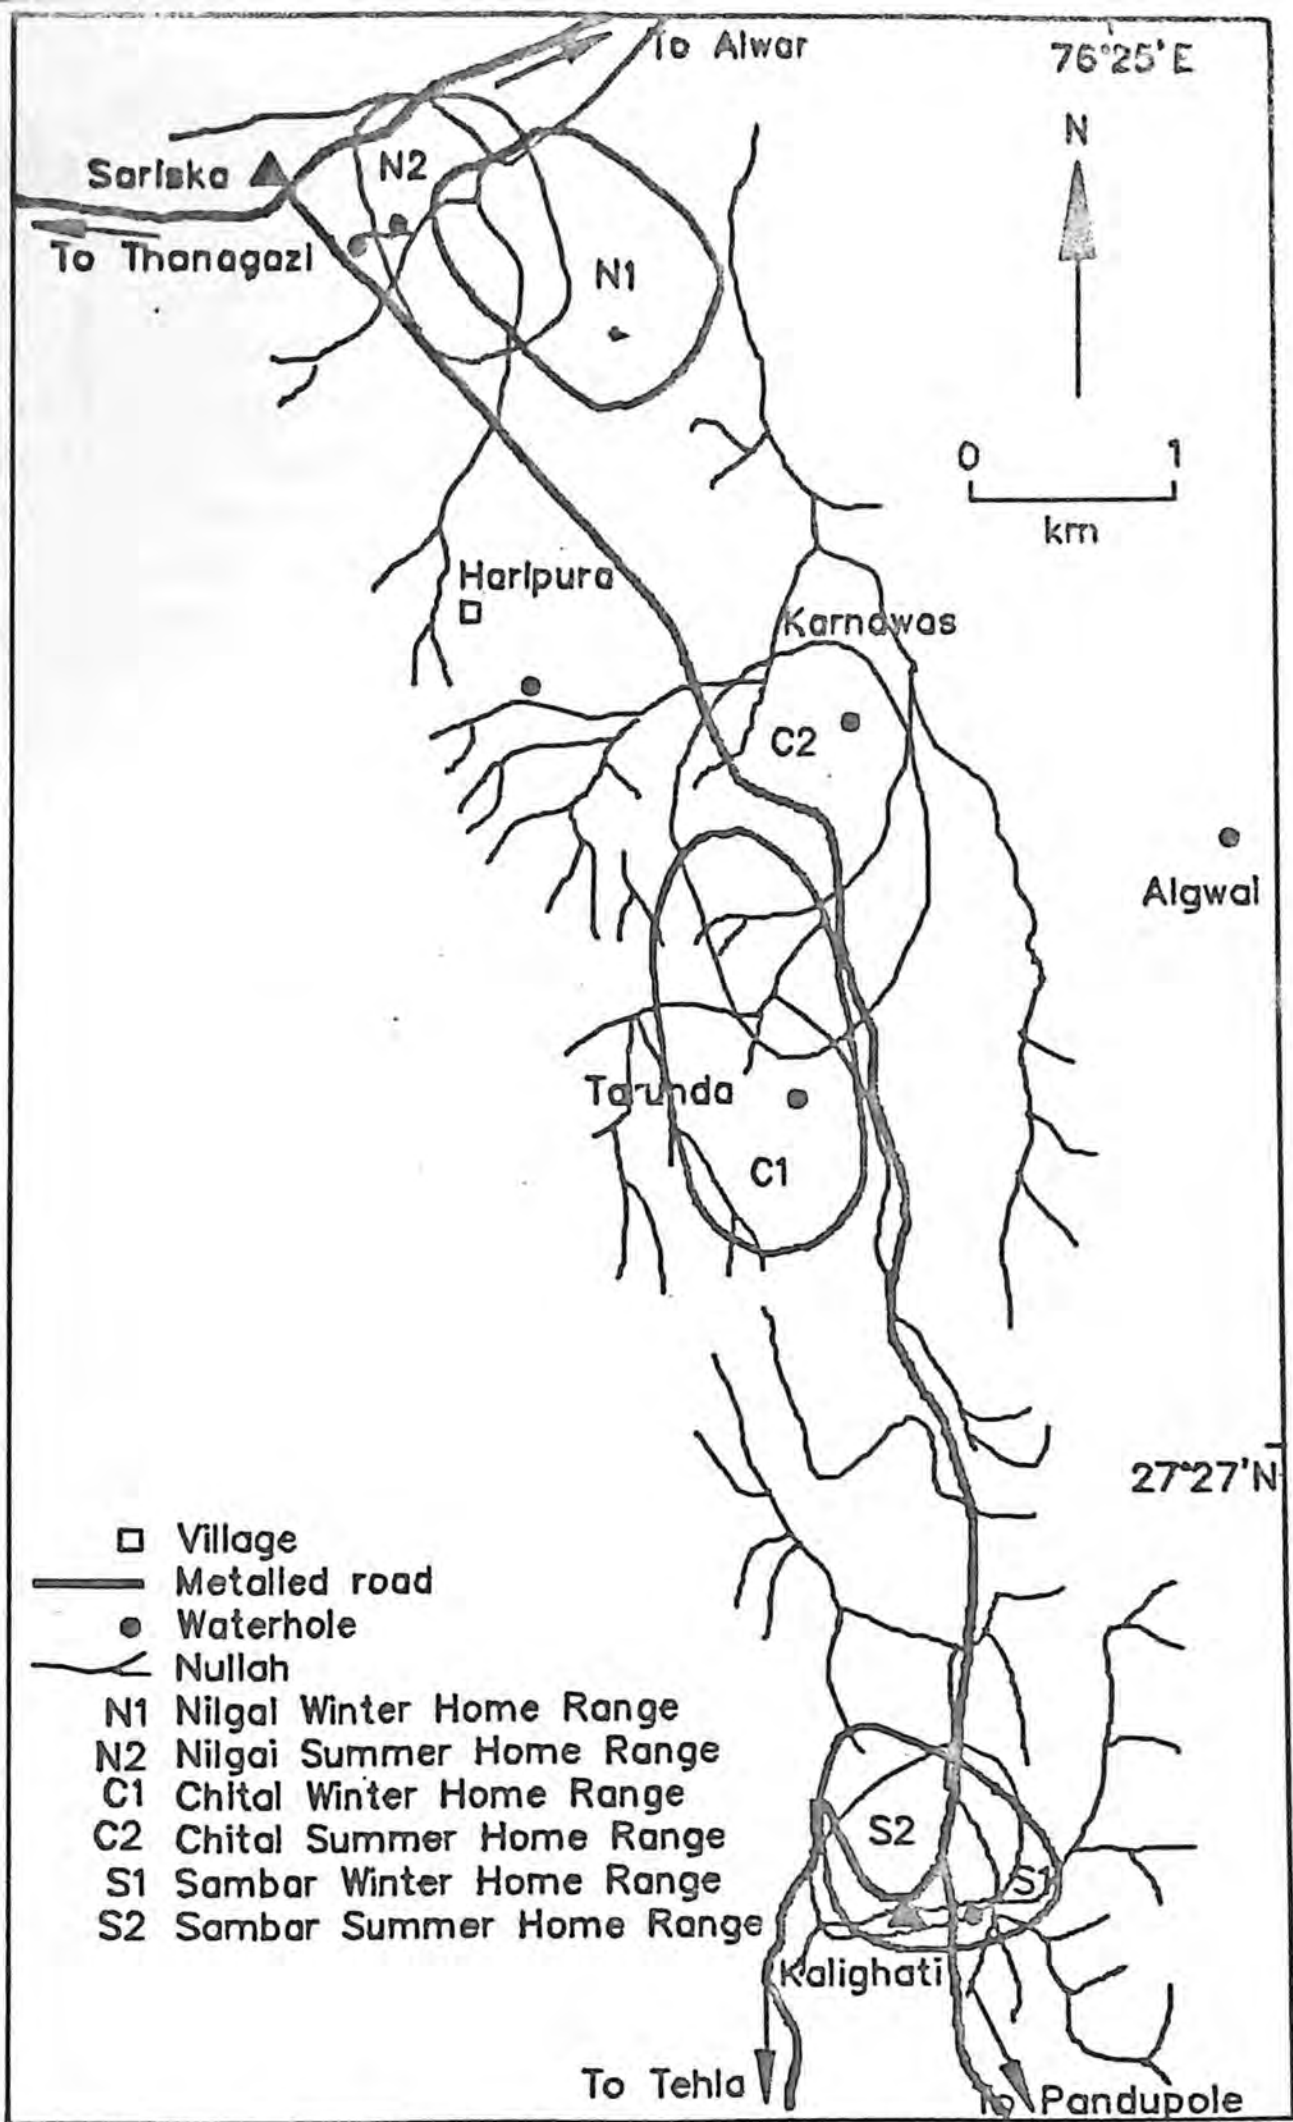 To Alwar
76°25'E
N
Sariska
N2
To Thanagazi
N1
0 1
km
Haripura
Karnawas
C2
Algwal
Tarunda
C1
27°27'N
Village
Metalled road
Waterhole
Nullah
N1 Nilgai Winter Home Range
N2 Nilgai Summer Home Range
C1 Chital Winter Home Range
C2 Chital Summer Home Range
S1 Sambar Winter Home Range
S2 Sambar Summer Home Range
S2
S1
Kalighati
To Tehla
To Pandupole